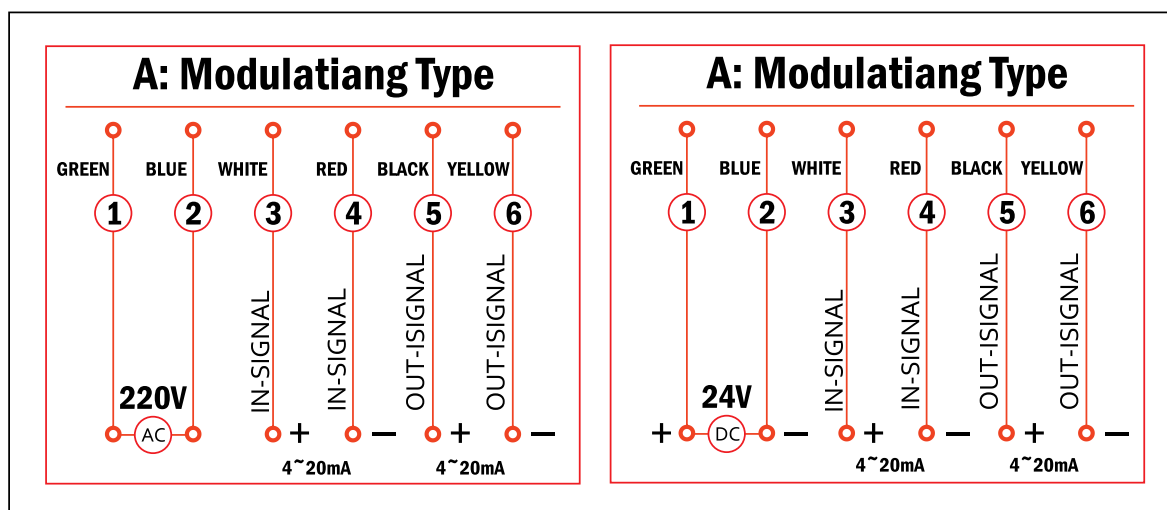 A: Modulatiang Type
GREEN BLUE WHITE RED BLACK YELLOW
1 2 3 4 5 6
IN-SIGNAL
IN-SIGNAL
OUT-ISIGNAL
OUT-ISIGNAL
220V
AC + — + —
4~20mA 4~20mA
A: Modulatiang Type
GREEN BLUE WHITE RED BLACK YELLOW
1 2 3 4 5 6
IN-SIGNAL
IN-SIGNAL
OUT-ISIGNAL
OUT-ISIGNAL
24V
+ DC — + — + —
4~20mA 4~20mA